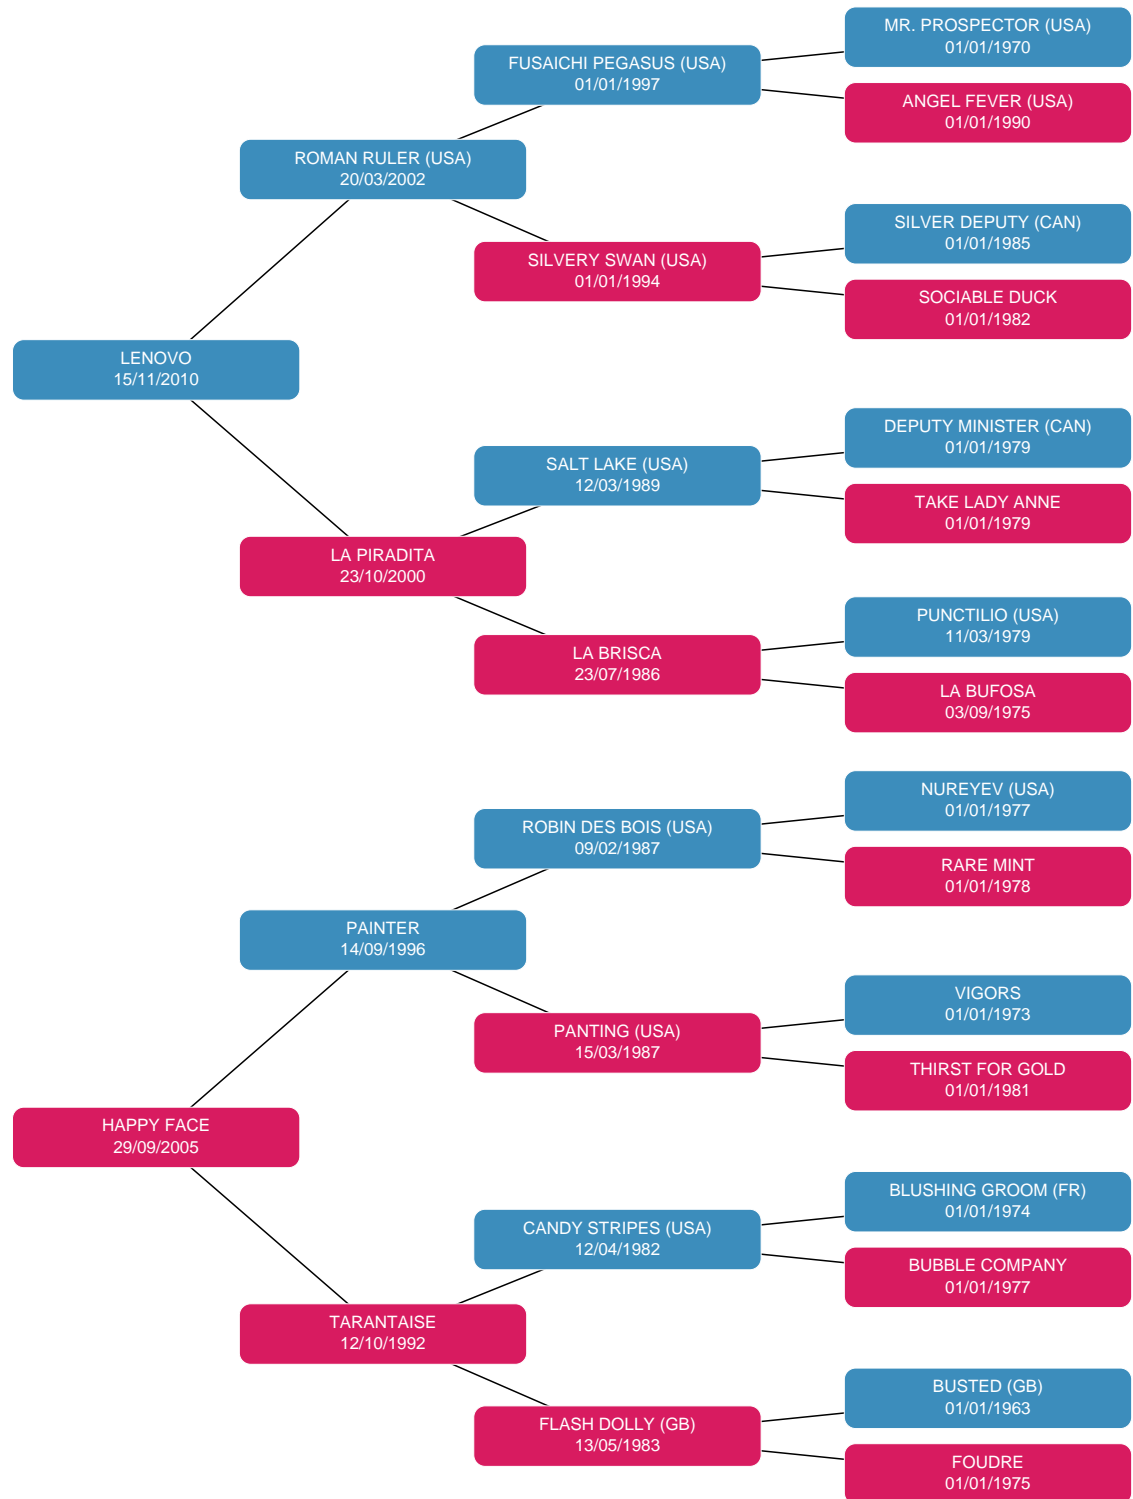 MR. PROSPECTOR (USA)
01/01/1970
FUSAICHI PEGASUS (USA)
01/01/1997
ANGEL FEVER (USA)
01/01/1990
ROMAN RULER (USA)
20/03/2002
SILVER DEPUTY (CAN)
01/01/1985
SILVERY SWAN (USA)
01/01/1994
SOCIABLE DUCK
01/01/1982
LENOVO
15/11/2010
DEPUTY MINISTER (CAN)
01/01/1979
SALT LAKE (USA)
12/03/1989
TAKE LADY ANNE
01/01/1979
LA PIRADITA
23/10/2000
PUNCTILIO (USA)
11/03/1979
LA BRISCA
23/07/1986
LA BUFOSA
03/09/1975
NUREYEV (USA)
01/01/1977
ROBIN DES BOIS (USA)
09/02/1987
RARE MINT
01/01/1978
PAINTER
14/09/1996
VIGORS
01/01/1973
PANTING (USA)
15/03/1987
THIRST FOR GOLD
01/01/1981
HAPPY FACE
29/09/2005
BLUSHING GROOM (FR)
01/01/1974
CANDY STRIPES (USA)
12/04/1982
BUBBLE COMPANY
01/01/1977
TARANTAISE
12/10/1992
BUSTED (GB)
01/01/1963
FLASH DOLLY (GB)
13/05/1983
FOUDRE
01/01/1975